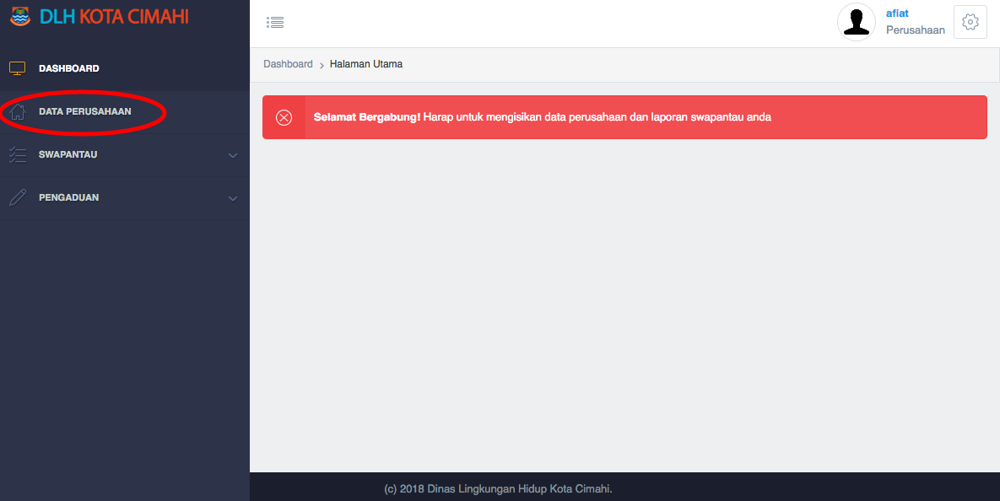 DLH KOTA CIMAHI
afiat
Perusahaan
DASHBOARD
DATA PERUSAHAAN
SWAPANTAU
PENGADUAN
Dashboard > Halaman Utama
Selamat Bergabung! Harap untuk mengisikan data perusahaan dan laporan swapantau anda
(c) 2018 Dinas Lingkungan Hidup Kota Cimahi.